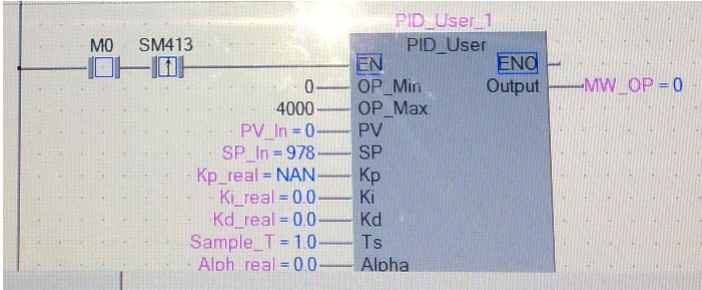 PID_User_1
M0 SM413 PID_User
EN ENO
0 OP_Min Output MW_OP = 0
4000 OP_Max
PV_In = 0 PV
SP_In = 978 SP
Kp_real = NAN Kp
Ki_real = 0.0 Ki
Kd_real = 0.0 Kd
Sample_T = 1.0 Ts
Alph_real = 0.0 Alpha